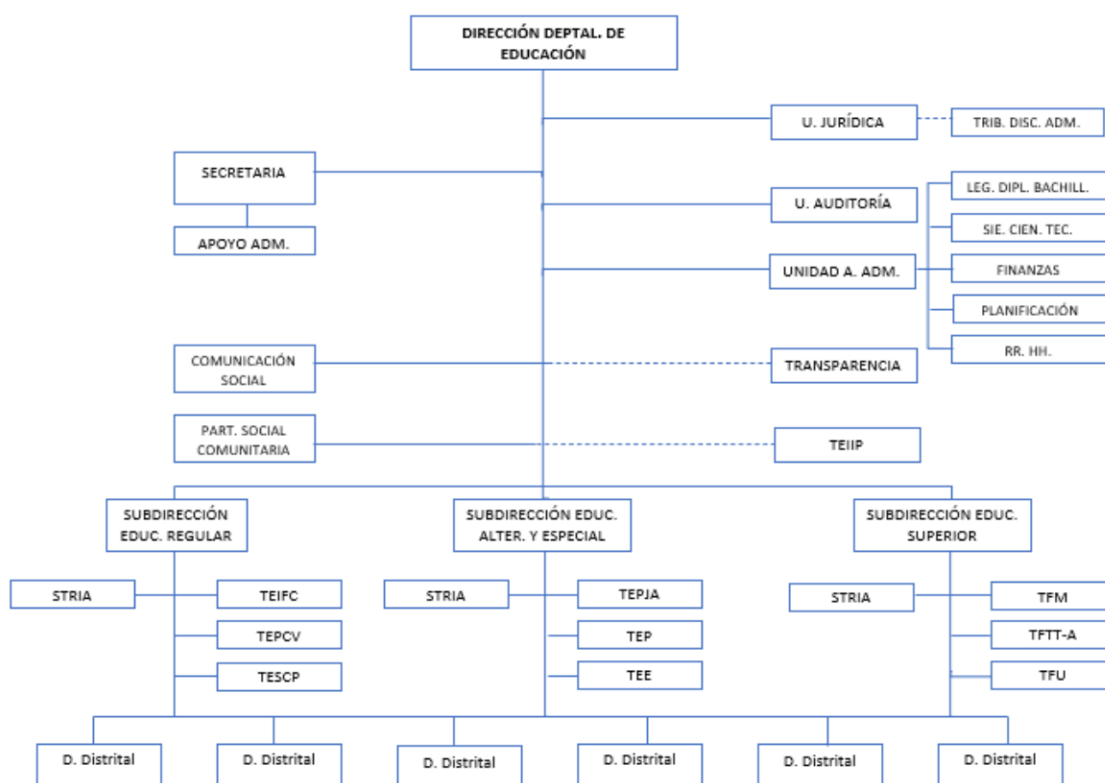 DIRECCIÓN DEPTAL. DE
EDUCACIÓN
U. JURÍDICA
TRIB. DISC. ADM.
SECRETARIA
APOYO ADM.
U. AUDITORÍA
UNIDAD A. ADM.
LEG. DIPL. BACHILL.
SIE. CIEN. TEC.
FINANZAS
PLANIFICACIÓN
RR. HH.
COMUNICACIÓN
SOCIAL
TRANSPARENCIA
PART. SOCIAL
COMUNITARIA
TEIIP
SUBDIRECCIÓN
EDUC. REGULAR
SUBDIRECCIÓN EDUC.
ALTER. Y ESPECIAL
SUBDIRECCIÓN EDUC.
SUPERIOR
STRIA
TEIFC
TEPCV
TESCP
STRIA
TEPJA
TEP
TEE
STRIA
TFM
TFTT-A
TFU
D. Distrital
D. Distrital
D. Distrital
D. Distrital
D. Distrital
D. Distrital